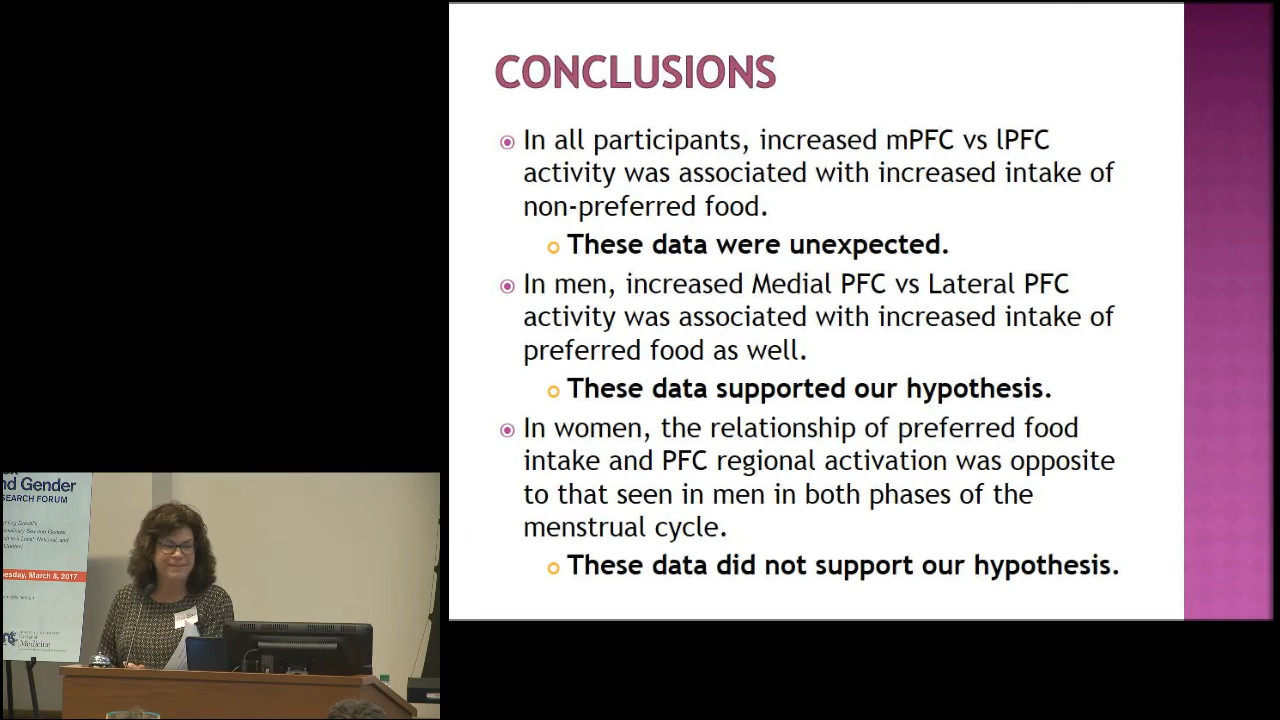 CONCLUSIONS
In all participants, increased mPFC vs lPFC
activity was associated with increased intake of
non-preferred food.
These data were unexpected.
In men, increased Medial PFC vs Lateral PFC
activity was associated with increased intake of
preferred food as well.
These data supported our hypothesis.
In women, the relationship of preferred food
intake and PFC regional activation was opposite
to that seen in men in both phases of the
menstrual cycle.
These data did not support our hypothesis.
nd Gender
SEARCH FORUM
Sex and Gender
esday, March 8, 2017
Medicine